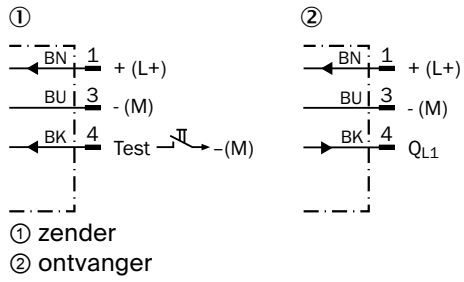 ① ②
BN 1 + (L+) BN 1 + (L+)
BU 3 - (M) BU 3 - (M)
BK 4 Test –(M) BK 4 QL1
① zender
② ontvanger